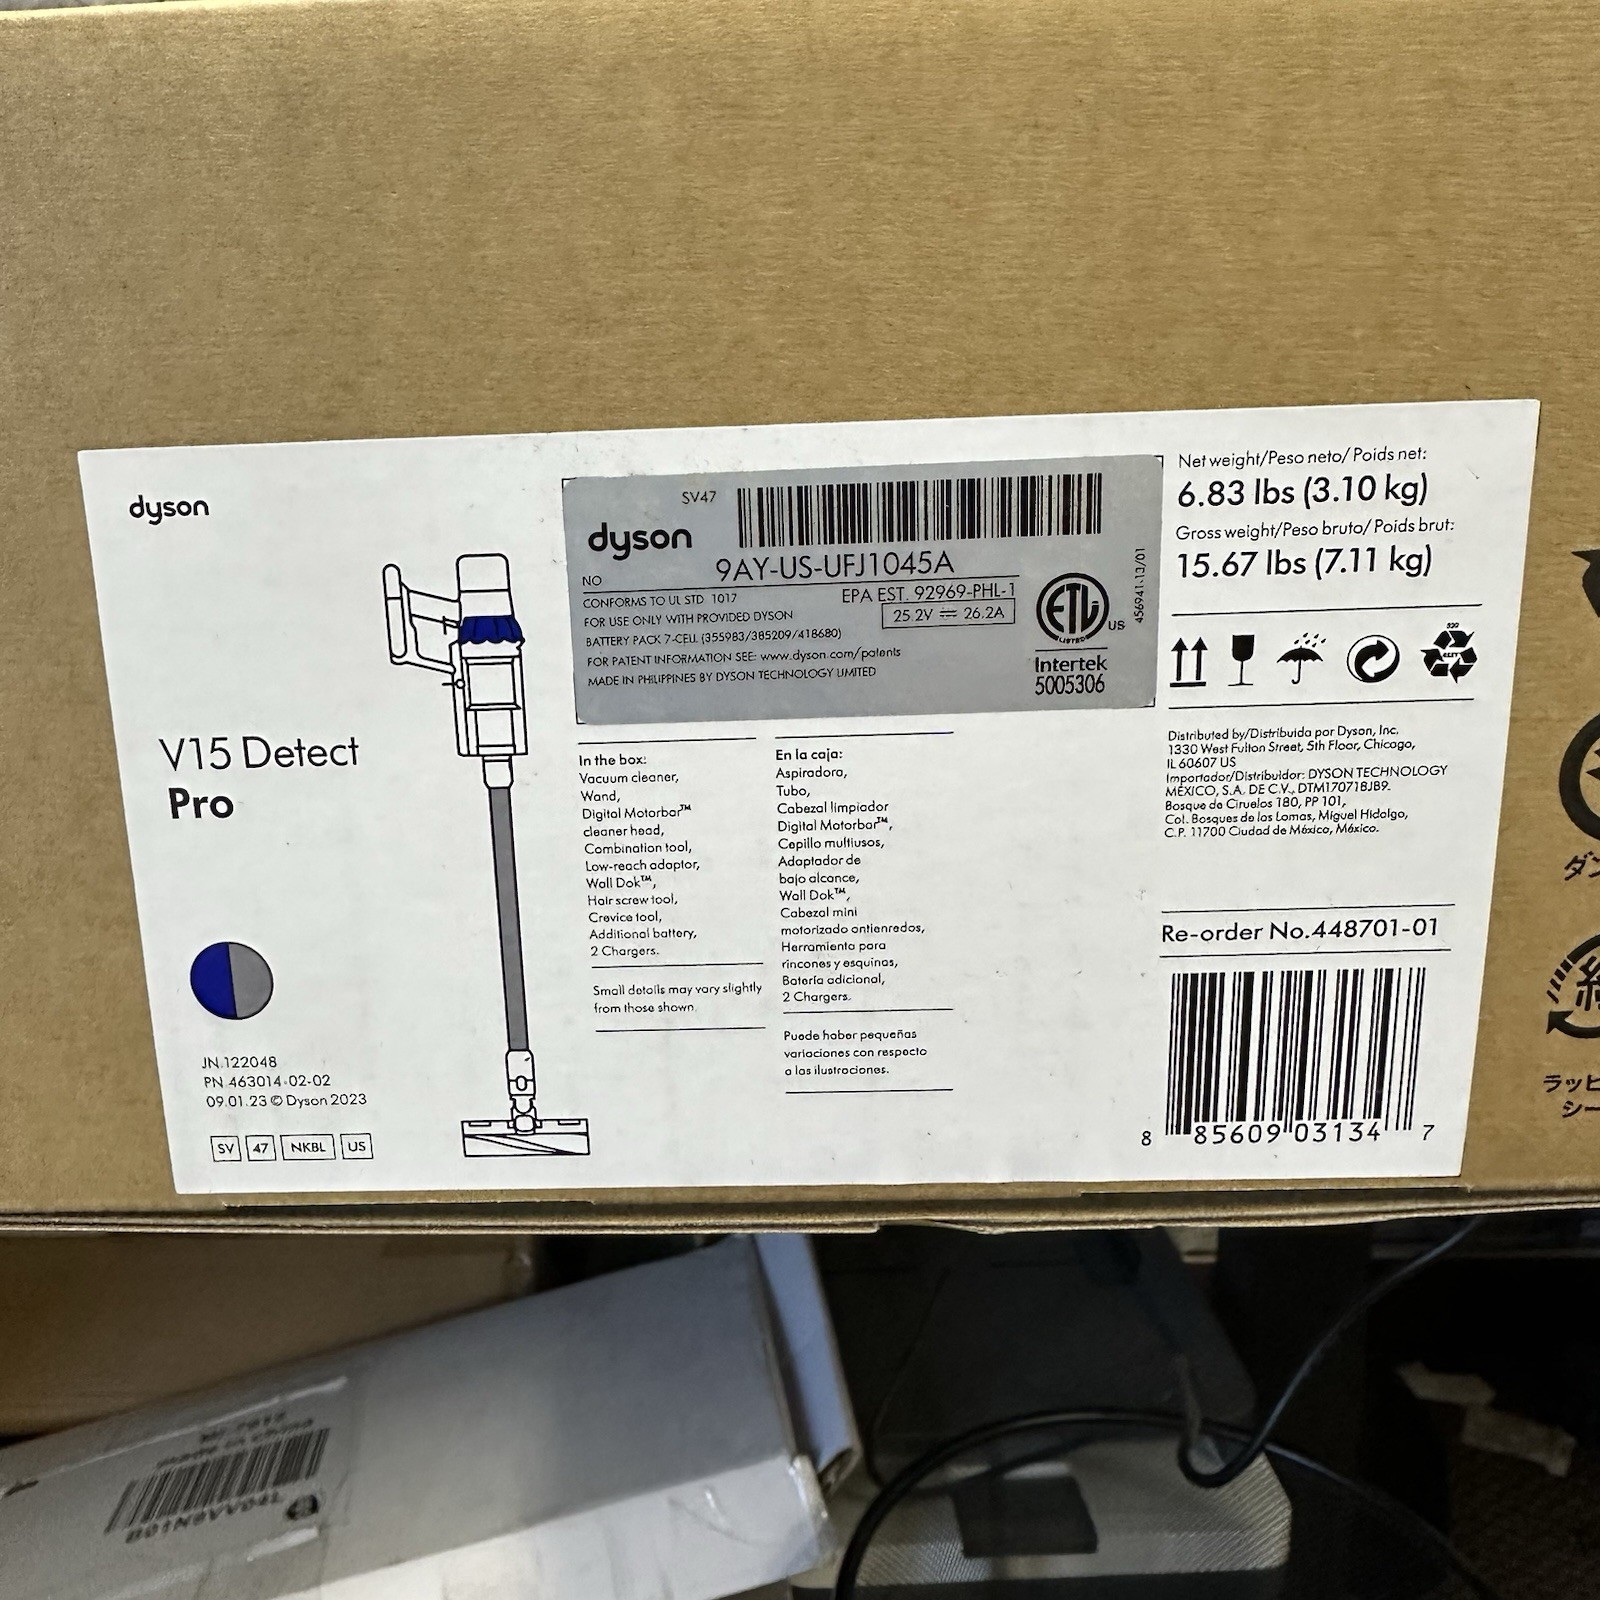 dyson
V15 Detect
Pro
JN.122048
PN 463014-02-02
09.01.23 © Dyson 2023
SV 47 NKBL US
SV47
dyson
NO 9AY-US-UFJ1045A
CONFORMS TO UL STD 1017
EPA EST. 92969-PHL-1
FOR USE ONLY WITH PROVIDED DYSON
25.2V ⎓ 26.2A
BATTERY PACK 7-CELL (355983/385209/418680)
FOR PATENT INFORMATION SEE: www.dyson.com/patents
MADE IN PHILIPPINES BY DYSON TECHNOLOGY LIMITED
ETL
LISTED
US
Intertek
5005306
456941-13/01
In the box:
Vacuum cleaner,
Wand,
Digital Motorbar™
cleaner head,
Combination tool,
Low-reach adaptor,
Wall Dok™,
Hair screw tool,
Crevice tool,
Additional battery,
2 Chargers.
Small details may vary slightly
from those shown.
En la caja:
Aspiradora,
Tubo,
Cabezal limpiador
Digital Motorbar™,
Cepillo multiusos,
Adaptador de
bajo alcance,
Wall Dok™,
Cabezal mini
motorizado antienredos,
Herramienta para
rincones y esquinas,
Batería adicional,
2 Chargers.
Puede haber pequeñas
variaciones con respecto
a las ilustraciones.
Net weight/Peso neto/ Poids net:
6.83 lbs (3.10 kg)
Gross weight/Peso bruto/ Poids brut:
15.67 lbs (7.11 kg)
Distributed by/Distribuida por Dyson, Inc.
1330 West Fulton Street, 5th Floor, Chicago,
IL 60607 US
Importador/Distribuidor: DYSON TECHNOLOGY
MÉXICO, S.A. DE C.V., DTM170718JB9.
Bosque de Ciruelos 180, PP 101,
Col. Bosques de las Lomas, Miguel Hidalgo,
C.P. 11700 Ciudad de México, México.
Re-order No.448701-01
8 85609 03134 7
ダン
ラッピ
シー